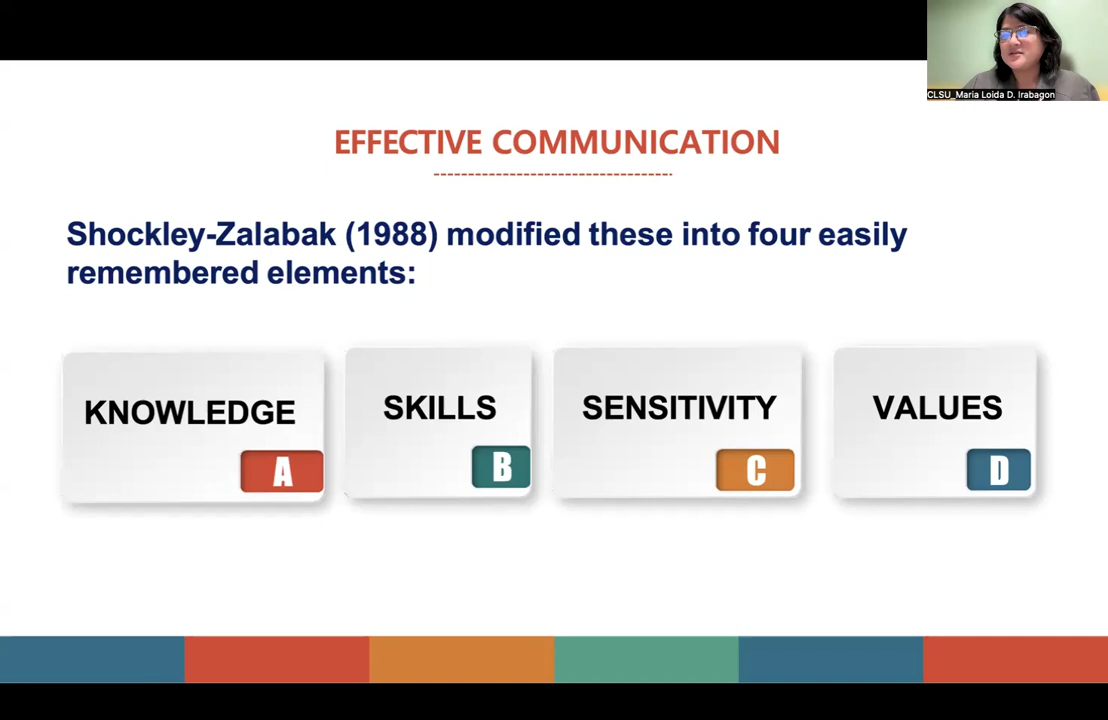 CLSU_Maria Loida D. Irabagon
EFFECTIVE COMMUNICATION
Shockley-Zalabak (1988) modified these into four easily
remembered elements:
KNOWLEDGE
A
SKILLS
B
SENSITIVITY
C
VALUES
D